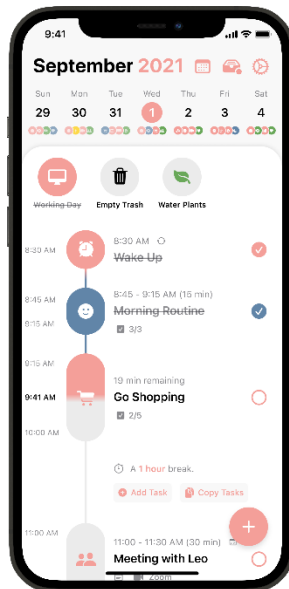 9:41
September 2021
Sun Mon Tue Wed Thu Fri Sat
29 30 31 1 2 3 4
Working Day Empty Trash Water Plants
8:30 AM
8:30 AM
Wake Up
8:45 AM
8:45 - 9:15 AM (15 min)
Morning Routine
9:15 AM
3/3
9:15 AM
19 min remaining
9:41 AM
Go Shopping
2/5
10:00 AM
A 1 hour break.
Add Task Copy Tasks
11:00 AM
11:00 - 11:30 AM (30 min)
Meeting with Leo
Zoom